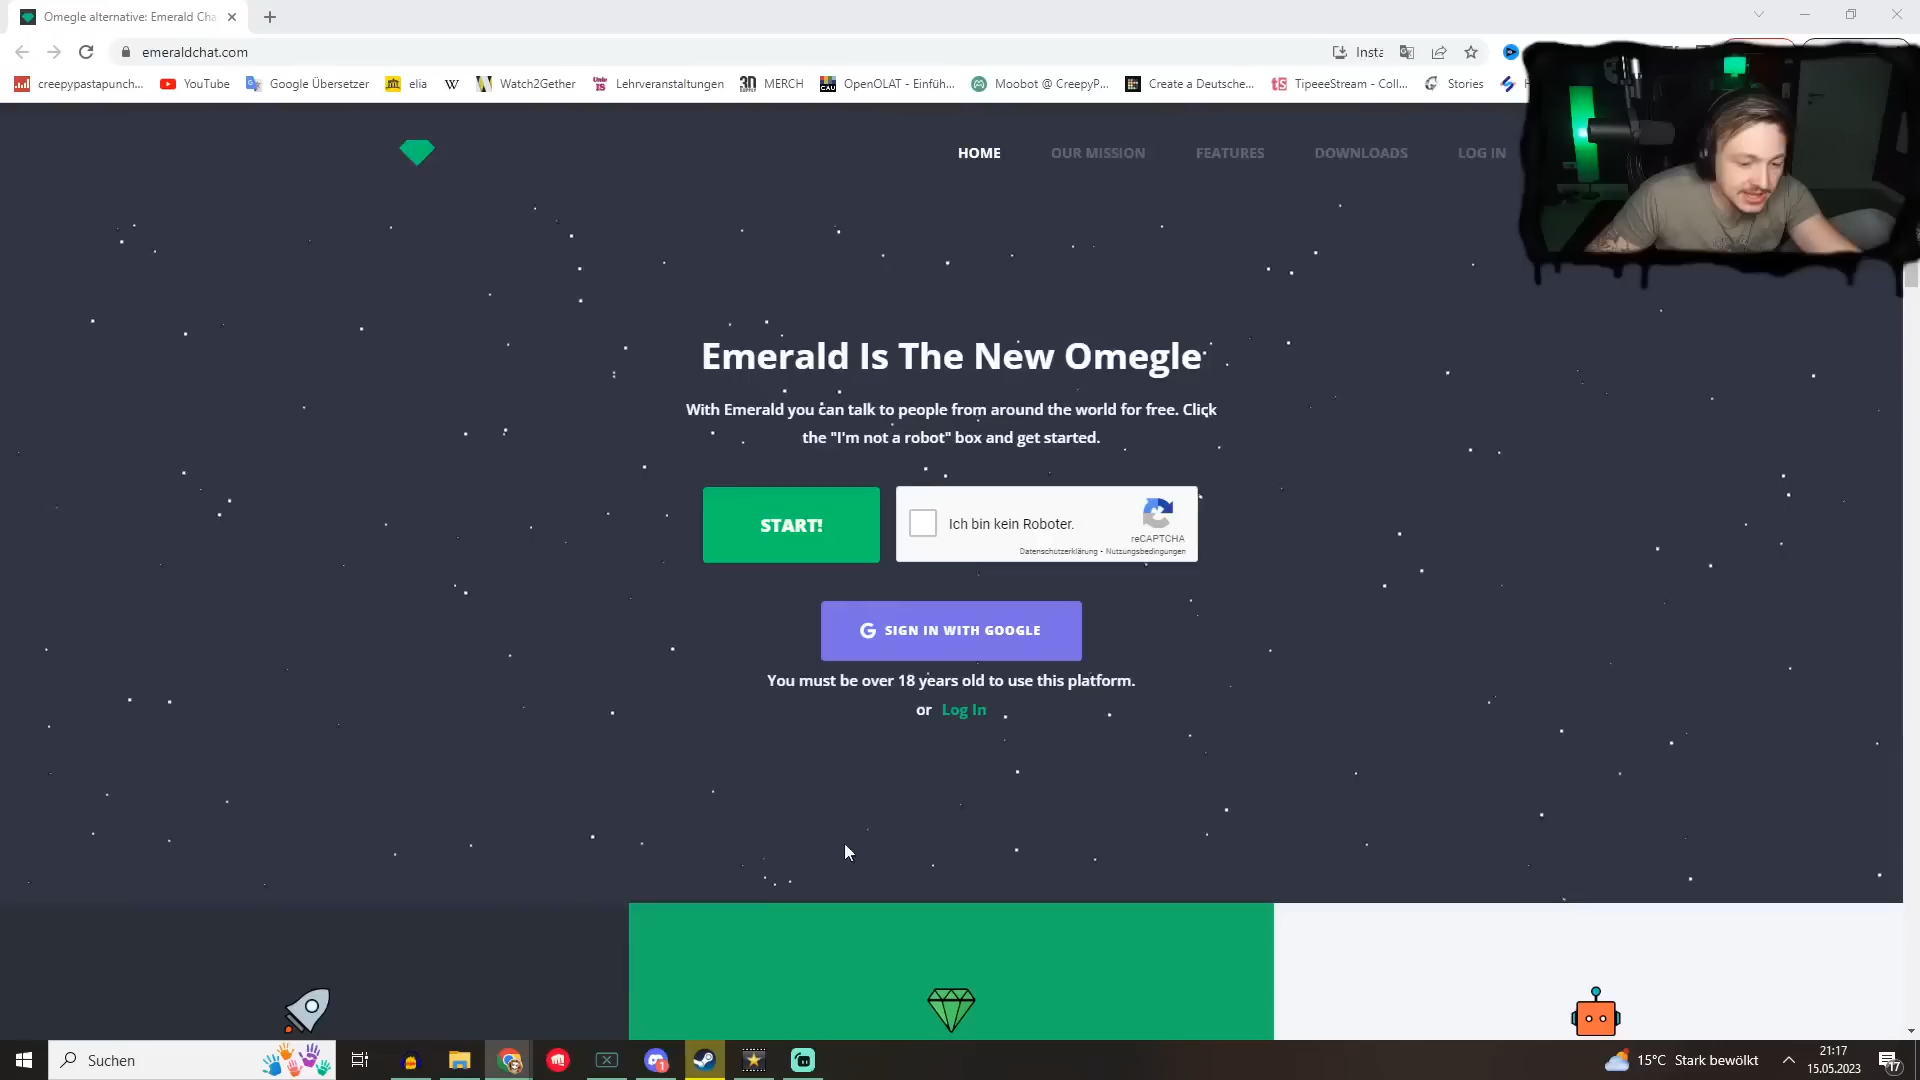 Omegle alternative: Emerald Cha
emeraldchat.com
Insta
creepypastapunch...
YouTube
Google Übersetzer
elia
W
Watch2Gether
Lehrveranstaltungen
MERCH
OpenOLAT - Einfüh...
Moobot @ CreepyP...
Create a Deutsche...
TipeeeStream - Coll...
Stories
HOME
OUR MISSION
FEATURES
DOWNLOADS
LOG IN
Emerald Is The New Omegle
With Emerald you can talk to people from around the world for free. Click
the "I'm not a robot" box and get started.
START!
Ich bin kein Roboter.
reCAPTCHA
Datenschutzerklärung - Nutzungsbedingungen
SIGN IN WITH GOOGLE
You must be over 18 years old to use this platform.
or Log In
Suchen
15°C Stark bewölkt
21:17
15.05.2023
17